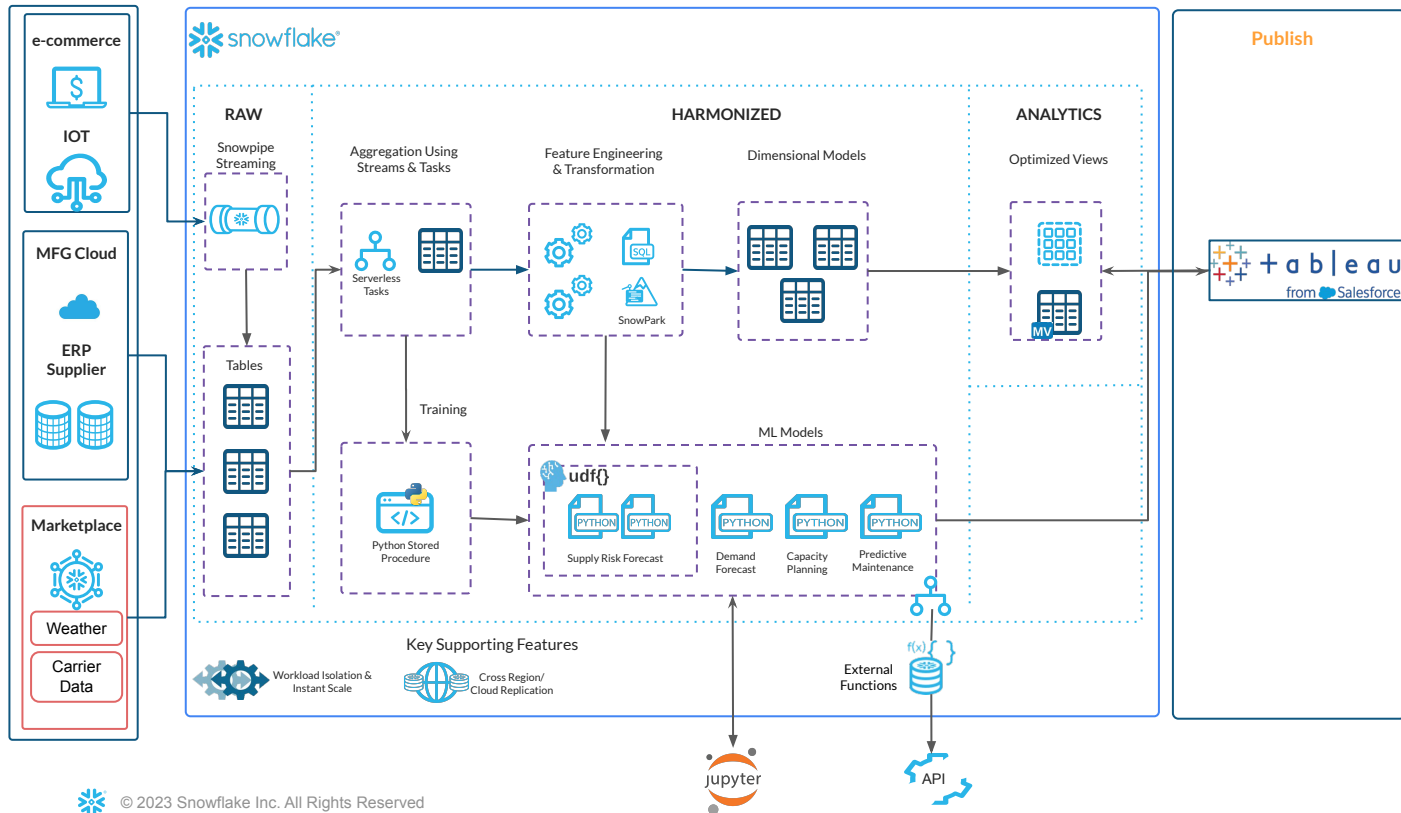 e-commerce
$
IOT
MFG Cloud
ERP
Supplier
Marketplace
Weather
Carrier
Data
snowflake®
RAW
Snowpipe
Streaming
Tables
HARMONIZED
Aggregation Using
Streams & Tasks
Serverless
Tasks
Feature Engineering
& Transformation
SQL
SnowPark
Dimensional Models
ANALYTICS
Optimized Views
MV
Training
Python Stored
Procedure
</>
ML Models
udf{}
PYTHON
PYTHON
Supply Risk Forecast
PYTHON
Demand
Forecast
PYTHON
Capacity
Planning
PYTHON
Predictive
Maintenance
Key Supporting Features
Workload Isolation &
Instant Scale
Cross Region/
Cloud Replication
External
Functions
f(x){ }
jupyter
API
Publish
+ableau
from Salesforce
© 2023 Snowflake Inc. All Rights Reserved